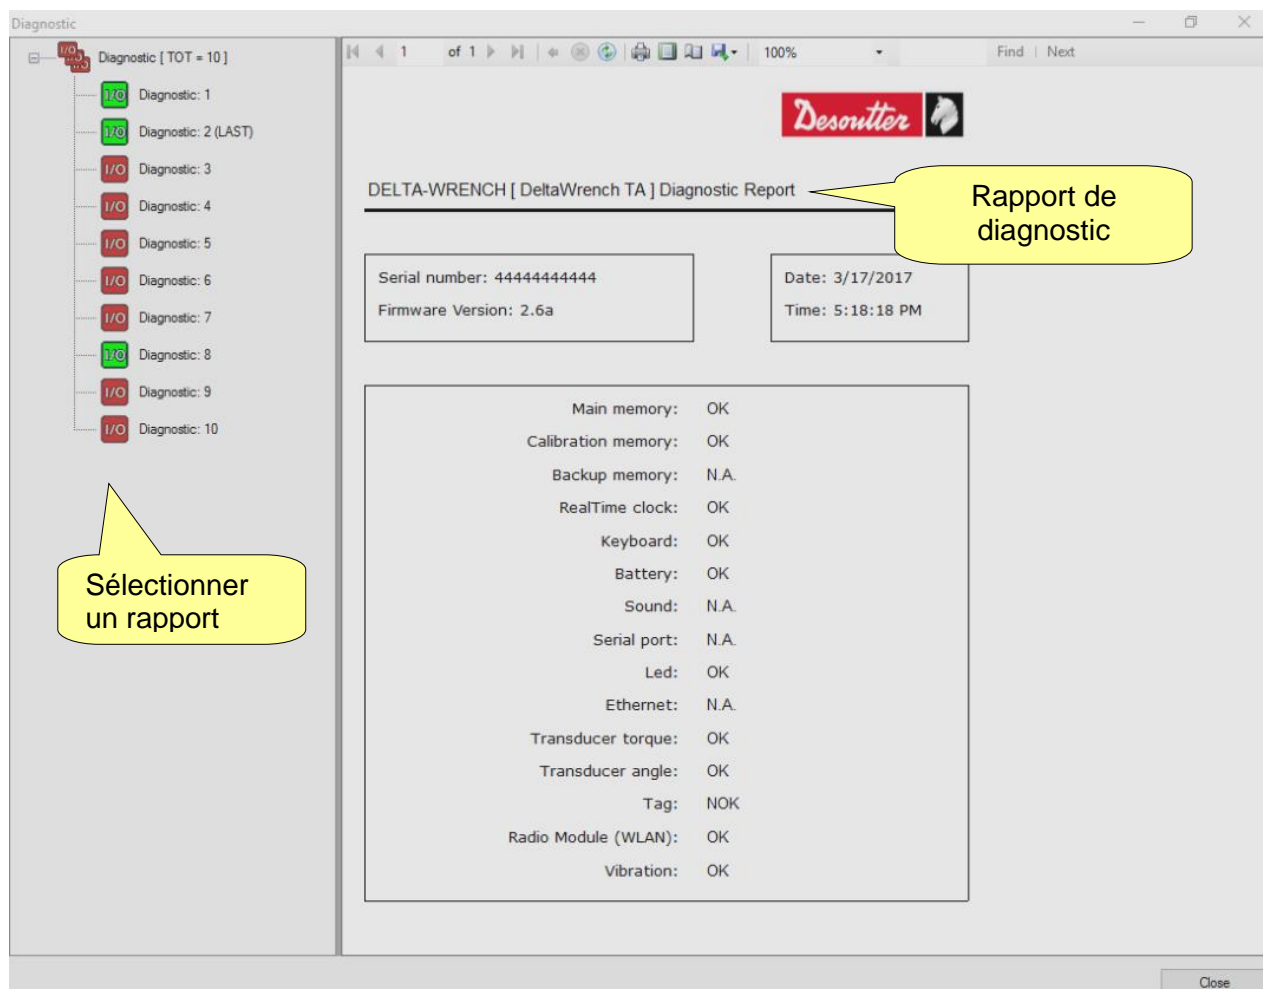 Diagnostic
Diagnostic [ TOT = 10 ]
I/O Diagnostic: 1
I/O Diagnostic: 2 (LAST)
I/O Diagnostic: 3
I/O Diagnostic: 4
I/O Diagnostic: 5
I/O Diagnostic: 6
I/O Diagnostic: 7
I/O Diagnostic: 8
I/O Diagnostic: 9
I/O Diagnostic: 10
Sélectionner
un rapport
1 of 1 100% Find | Next
Desoutter
DELTA-WRENCH [ DeltaWrench TA ] Diagnostic Report
Rapport de
diagnostic
Serial number: 44444444444
Firmware Version: 2.6a
Date: 3/17/2017
Time: 5:18:18 PM
Main memory: OK
Calibration memory: OK
Backup memory: N.A.
RealTime clock: OK
Keyboard: OK
Battery: OK
Sound: N.A.
Serial port: N.A.
Led: OK
Ethernet: N.A.
Transducer torque: OK
Transducer angle: OK
Tag: NOK
Radio Module (WLAN): OK
Vibration: OK
Close